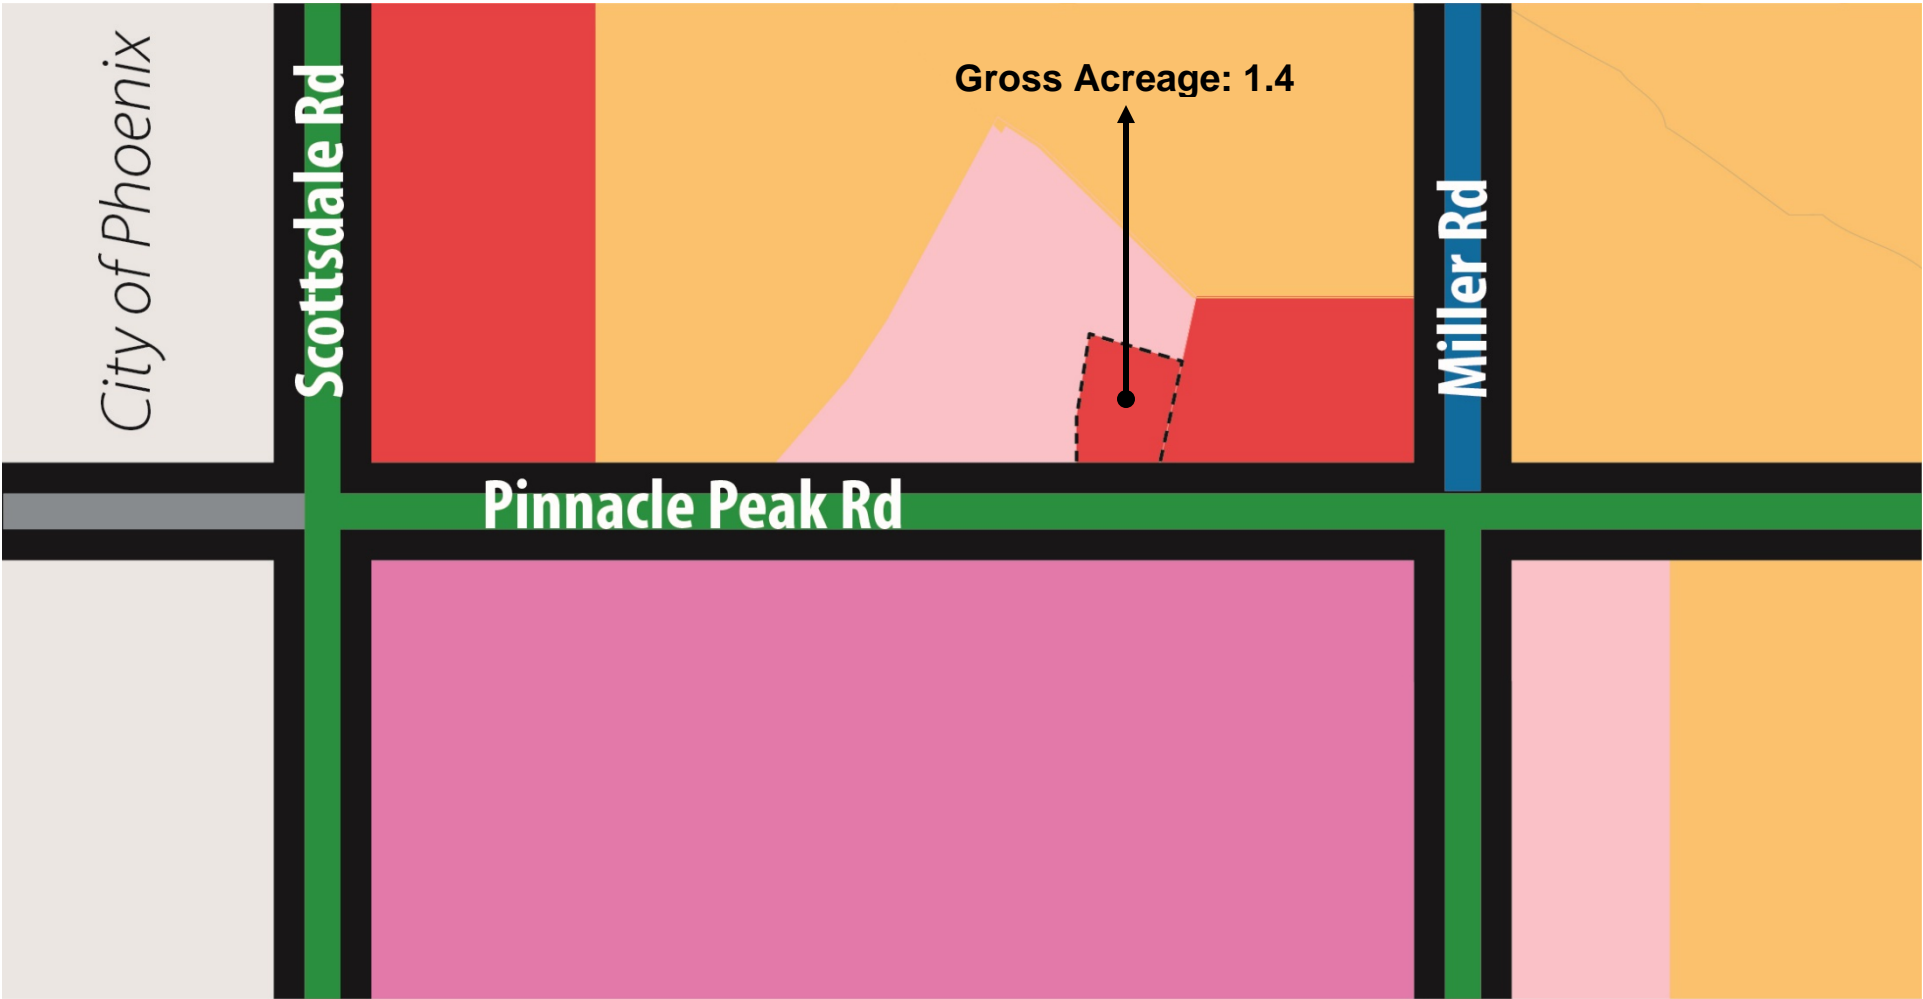 City of Phoenix
Scottsdale Rd
Gross Acreage: 1.4
Miller Rd
Pinnacle Peak Rd